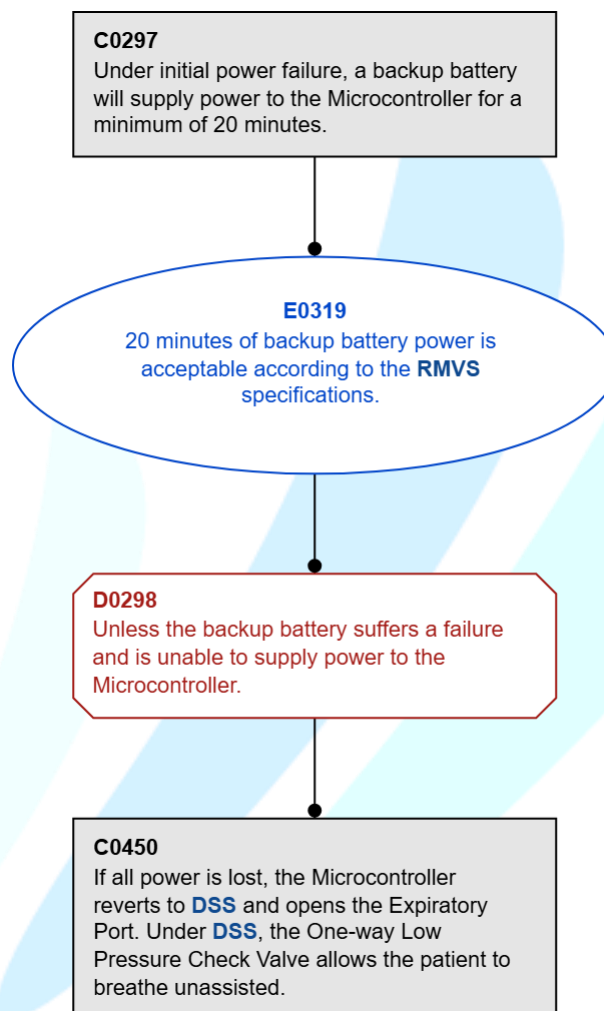 C0297
Under initial power failure, a backup battery
will supply power to the Microcontroller for a
minimum of 20 minutes.
E0319
20 minutes of backup battery power is
acceptable according to the RMVS
specifications.
D0298
Unless the backup battery suffers a failure
and is unable to supply power to the
Microcontroller.
C0450
If all power is lost, the Microcontroller
reverts to DSS and opens the Expiratory
Port. Under DSS, the One-way Low
Pressure Check Valve allows the patient to
breathe unassisted.